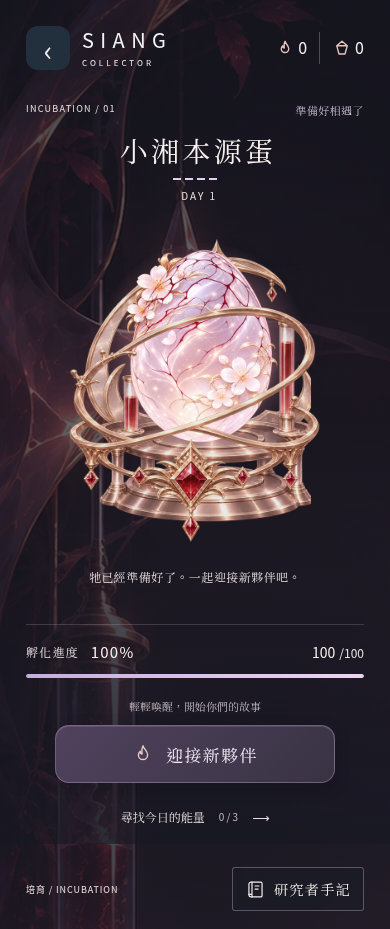 ‹ SIANG
COLLECTOR
0 0
INCUBATION / 01
準備好相遇了
小湘本源蛋
DAY 1
牠已經準備好了。一起迎接新夥伴吧。
孵化進度 100%
100 /100
輕輕喚醒，開始你們的故事
迎接新夥伴
尋找今日的能量 0 / 3 →
培育 / INCUBATION
研究者手記